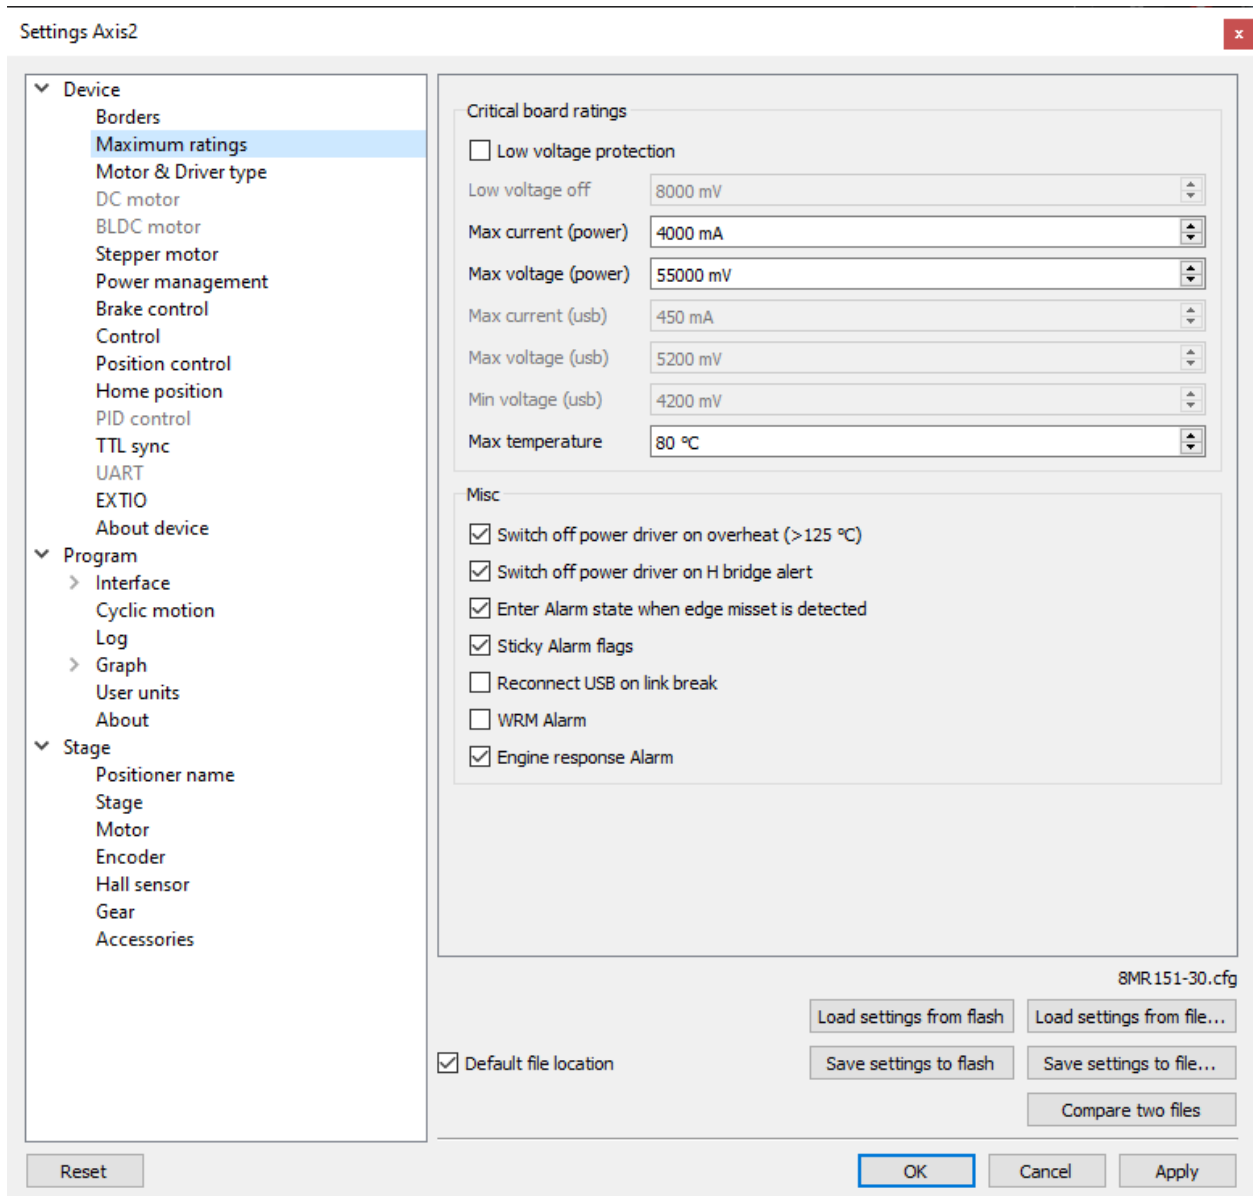 Settings Axis2
x
Device
Borders
Maximum ratings
Motor & Driver type
DC motor
BLDC motor
Stepper motor
Power management
Brake control
Control
Position control
Home position
PID control
TTL sync
UART
EXTIO
About device
Program
Interface
Cyclic motion
Log
Graph
User units
About
Stage
Positioner name
Stage
Motor
Encoder
Hall sensor
Gear
Accessories
Critical board ratings
Low voltage protection
Low voltage off 8000 mV
Max current (power) 4000 mA
Max voltage (power) 55000 mV
Max current (usb) 450 mA
Max voltage (usb) 5200 mV
Min voltage (usb) 4200 mV
Max temperature 80 °C
Misc
Switch off power driver on overheat (>125 °C)
Switch off power driver on H bridge alert
Enter Alarm state when edge misset is detected
Sticky Alarm flags
Reconnect USB on link break
WRM Alarm
Engine response Alarm
8MR151-30.cfg
Load settings from flash Load settings from file...
Default file location Save settings to flash Save settings to file...
Compare two files
Reset OK Cancel Apply